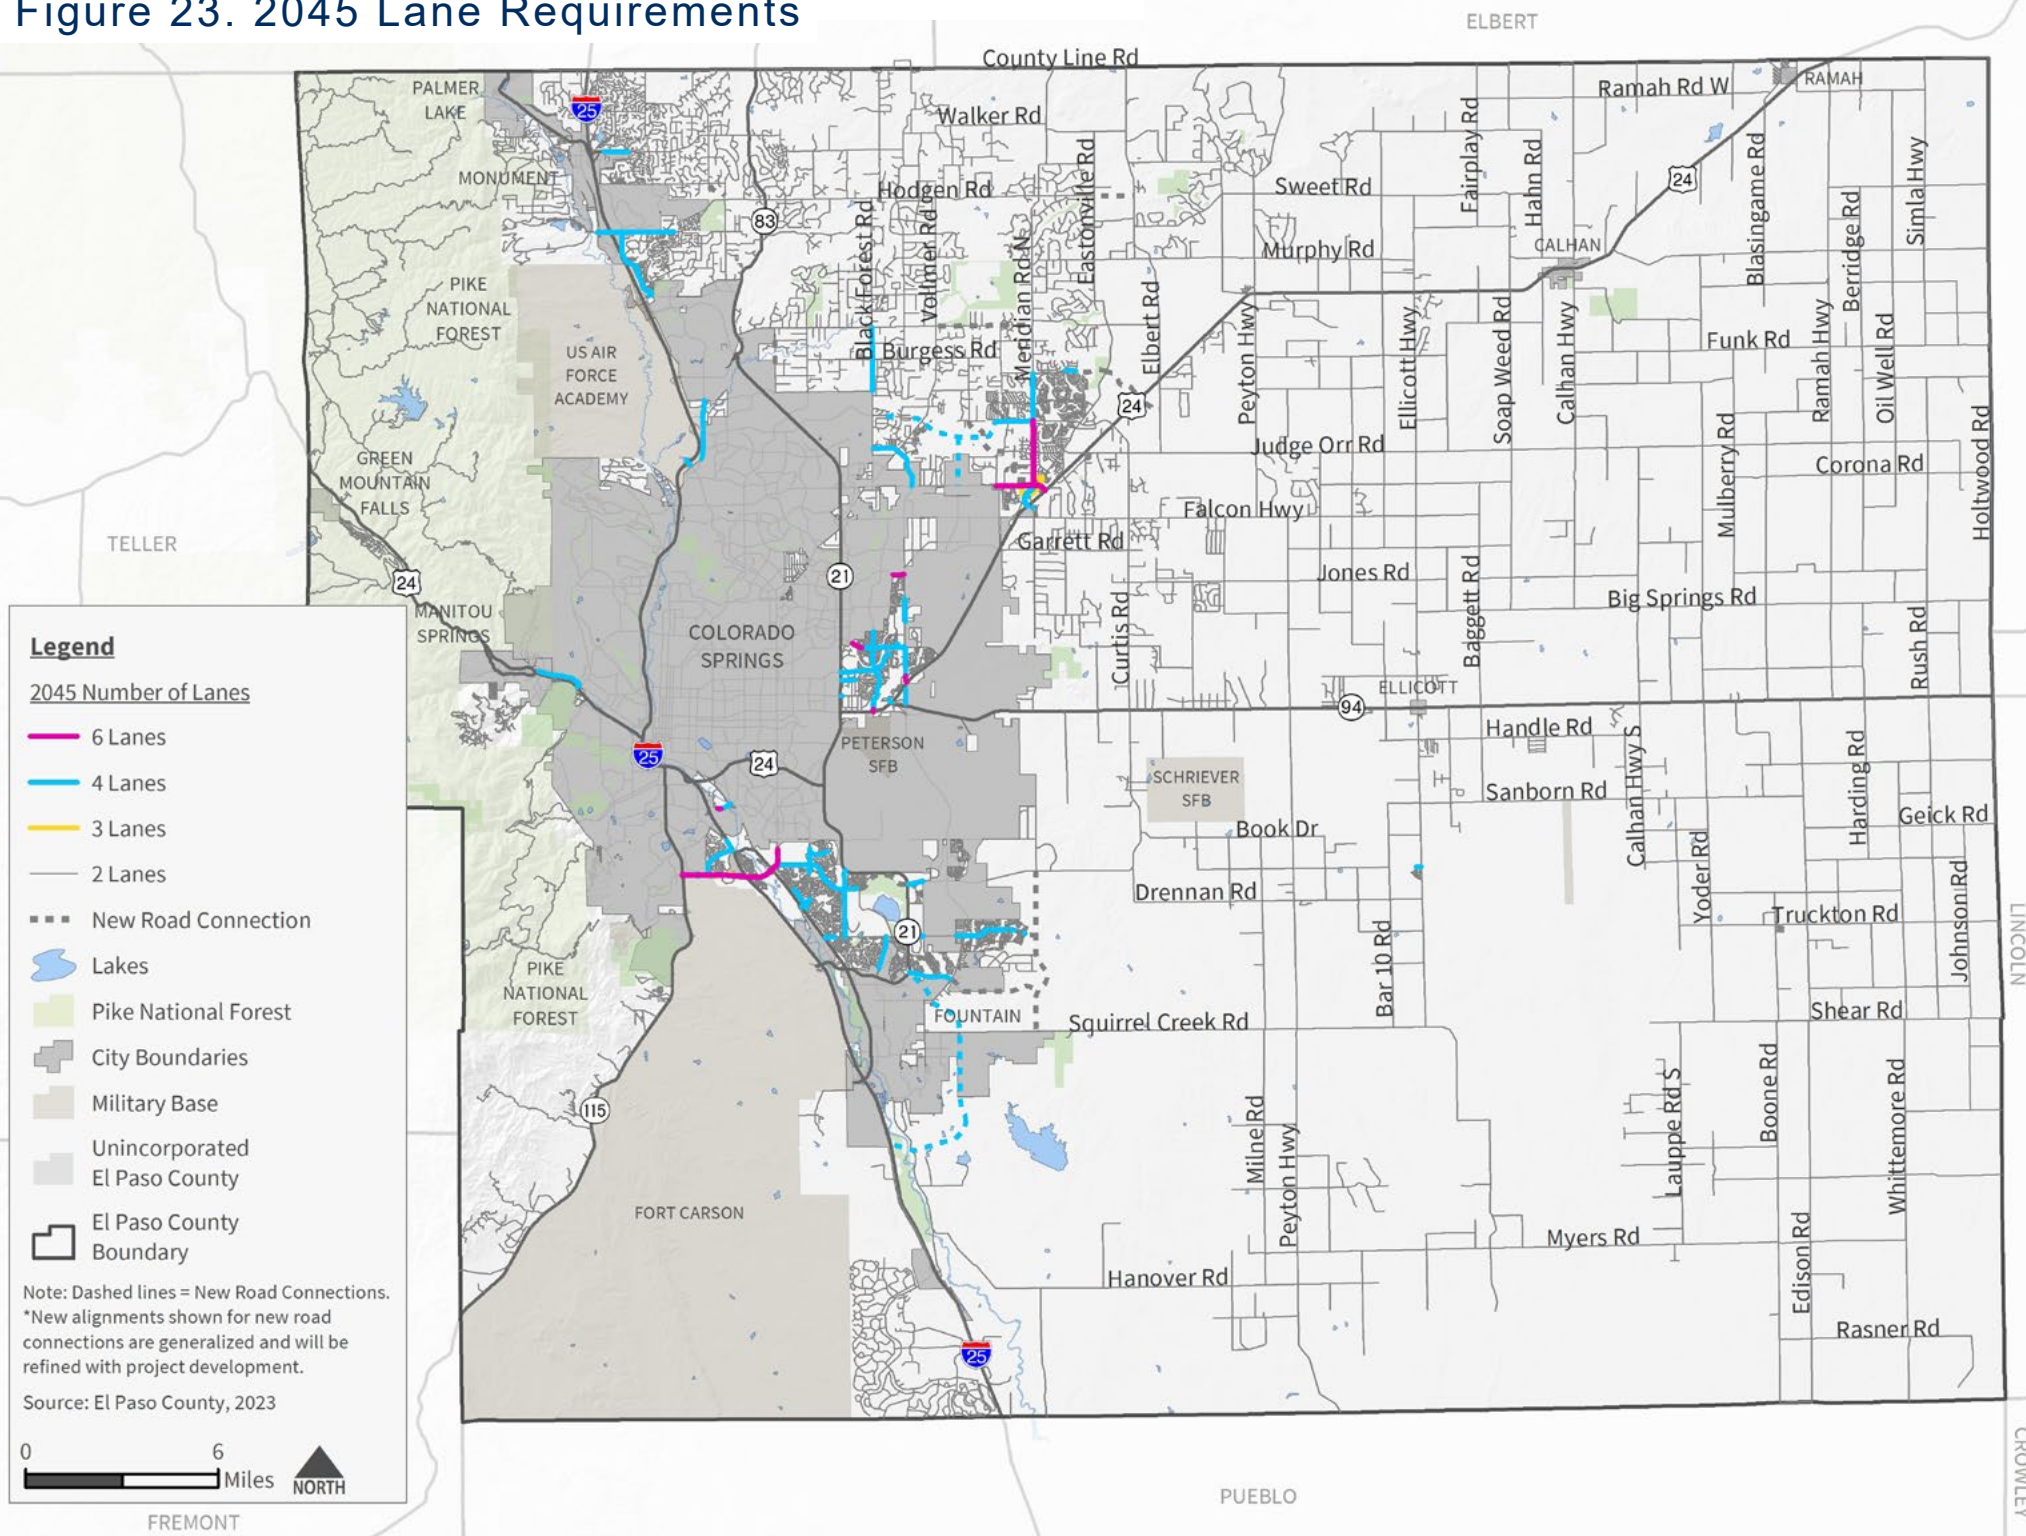 Figure 23. 2045 Lane Requirements
ELBERT
County Line Rd
PALMER
LAKE
25
Walker Rd
Ramah Rd W
RAMAH
MONUMENT
Hodgen Rd
83
Black Forest Rd
Vollmer Rd
Meridian Rd N
Eastonville Rd
Sweet Rd
Fairplay Rd
Hahn Rd
24
Blasingame Rd
Berridge Rd
Simla Hwy
Murphy Rd
CALHAN
PIKE
NATIONAL
FOREST
US AIR
FORCE
ACADEMY
Burgess Rd
Elbert Rd
24
Peyton Hwy
Ellicott Hwy
Soap Weed Rd
Calhan Hwy
Funk Rd
Ramah Hwy
Oil Well Rd
Holtwood Rd
Mulberry Rd
GREEN
MOUNTAIN
FALLS
Judge Orr Rd
Corona Rd
Falcon Hwy
Garrett Rd
TELLER
24
21
Jones Rd
Baggett Rd
Big Springs Rd
Rush Rd
MANITOU
SPRINGS
COLORADO
SPRINGS
Curtis Rd
ELLICOTT
94
Handle Rd
Calhan Hwy S
Harding Rd
25
24
PETERSON
SFB
SCHRIEVER
SFB
Sanborn Rd
Geick Rd
Book Dr
Drennan Rd
Yoder Rd
Truckton Rd
Johnson Rd
LINCOLN
21
Bar 10 Rd
PIKE
NATIONAL
FOREST
FOUNTAIN
Squirrel Creek Rd
Shear Rd
115
Milne Rd
Peyton Hwy
Lauppe Rd S
Boone Rd
Whittemore Rd
FORT CARSON
Myers Rd
Hanover Rd
Edison Rd
Rasner Rd
25
PUEBLO
CROWLEY
FREMONT
Legend
2045 Number of Lanes
6 Lanes
4 Lanes
3 Lanes
2 Lanes
New Road Connection
Lakes
Pike National Forest
City Boundaries
Military Base
Unincorporated
El Paso County
El Paso County
Boundary
Note: Dashed lines = New Road Connections.
*New alignments shown for new road
connections are generalized and will be
refined with project development.
Source: El Paso County, 2023
0 6
Miles
NORTH